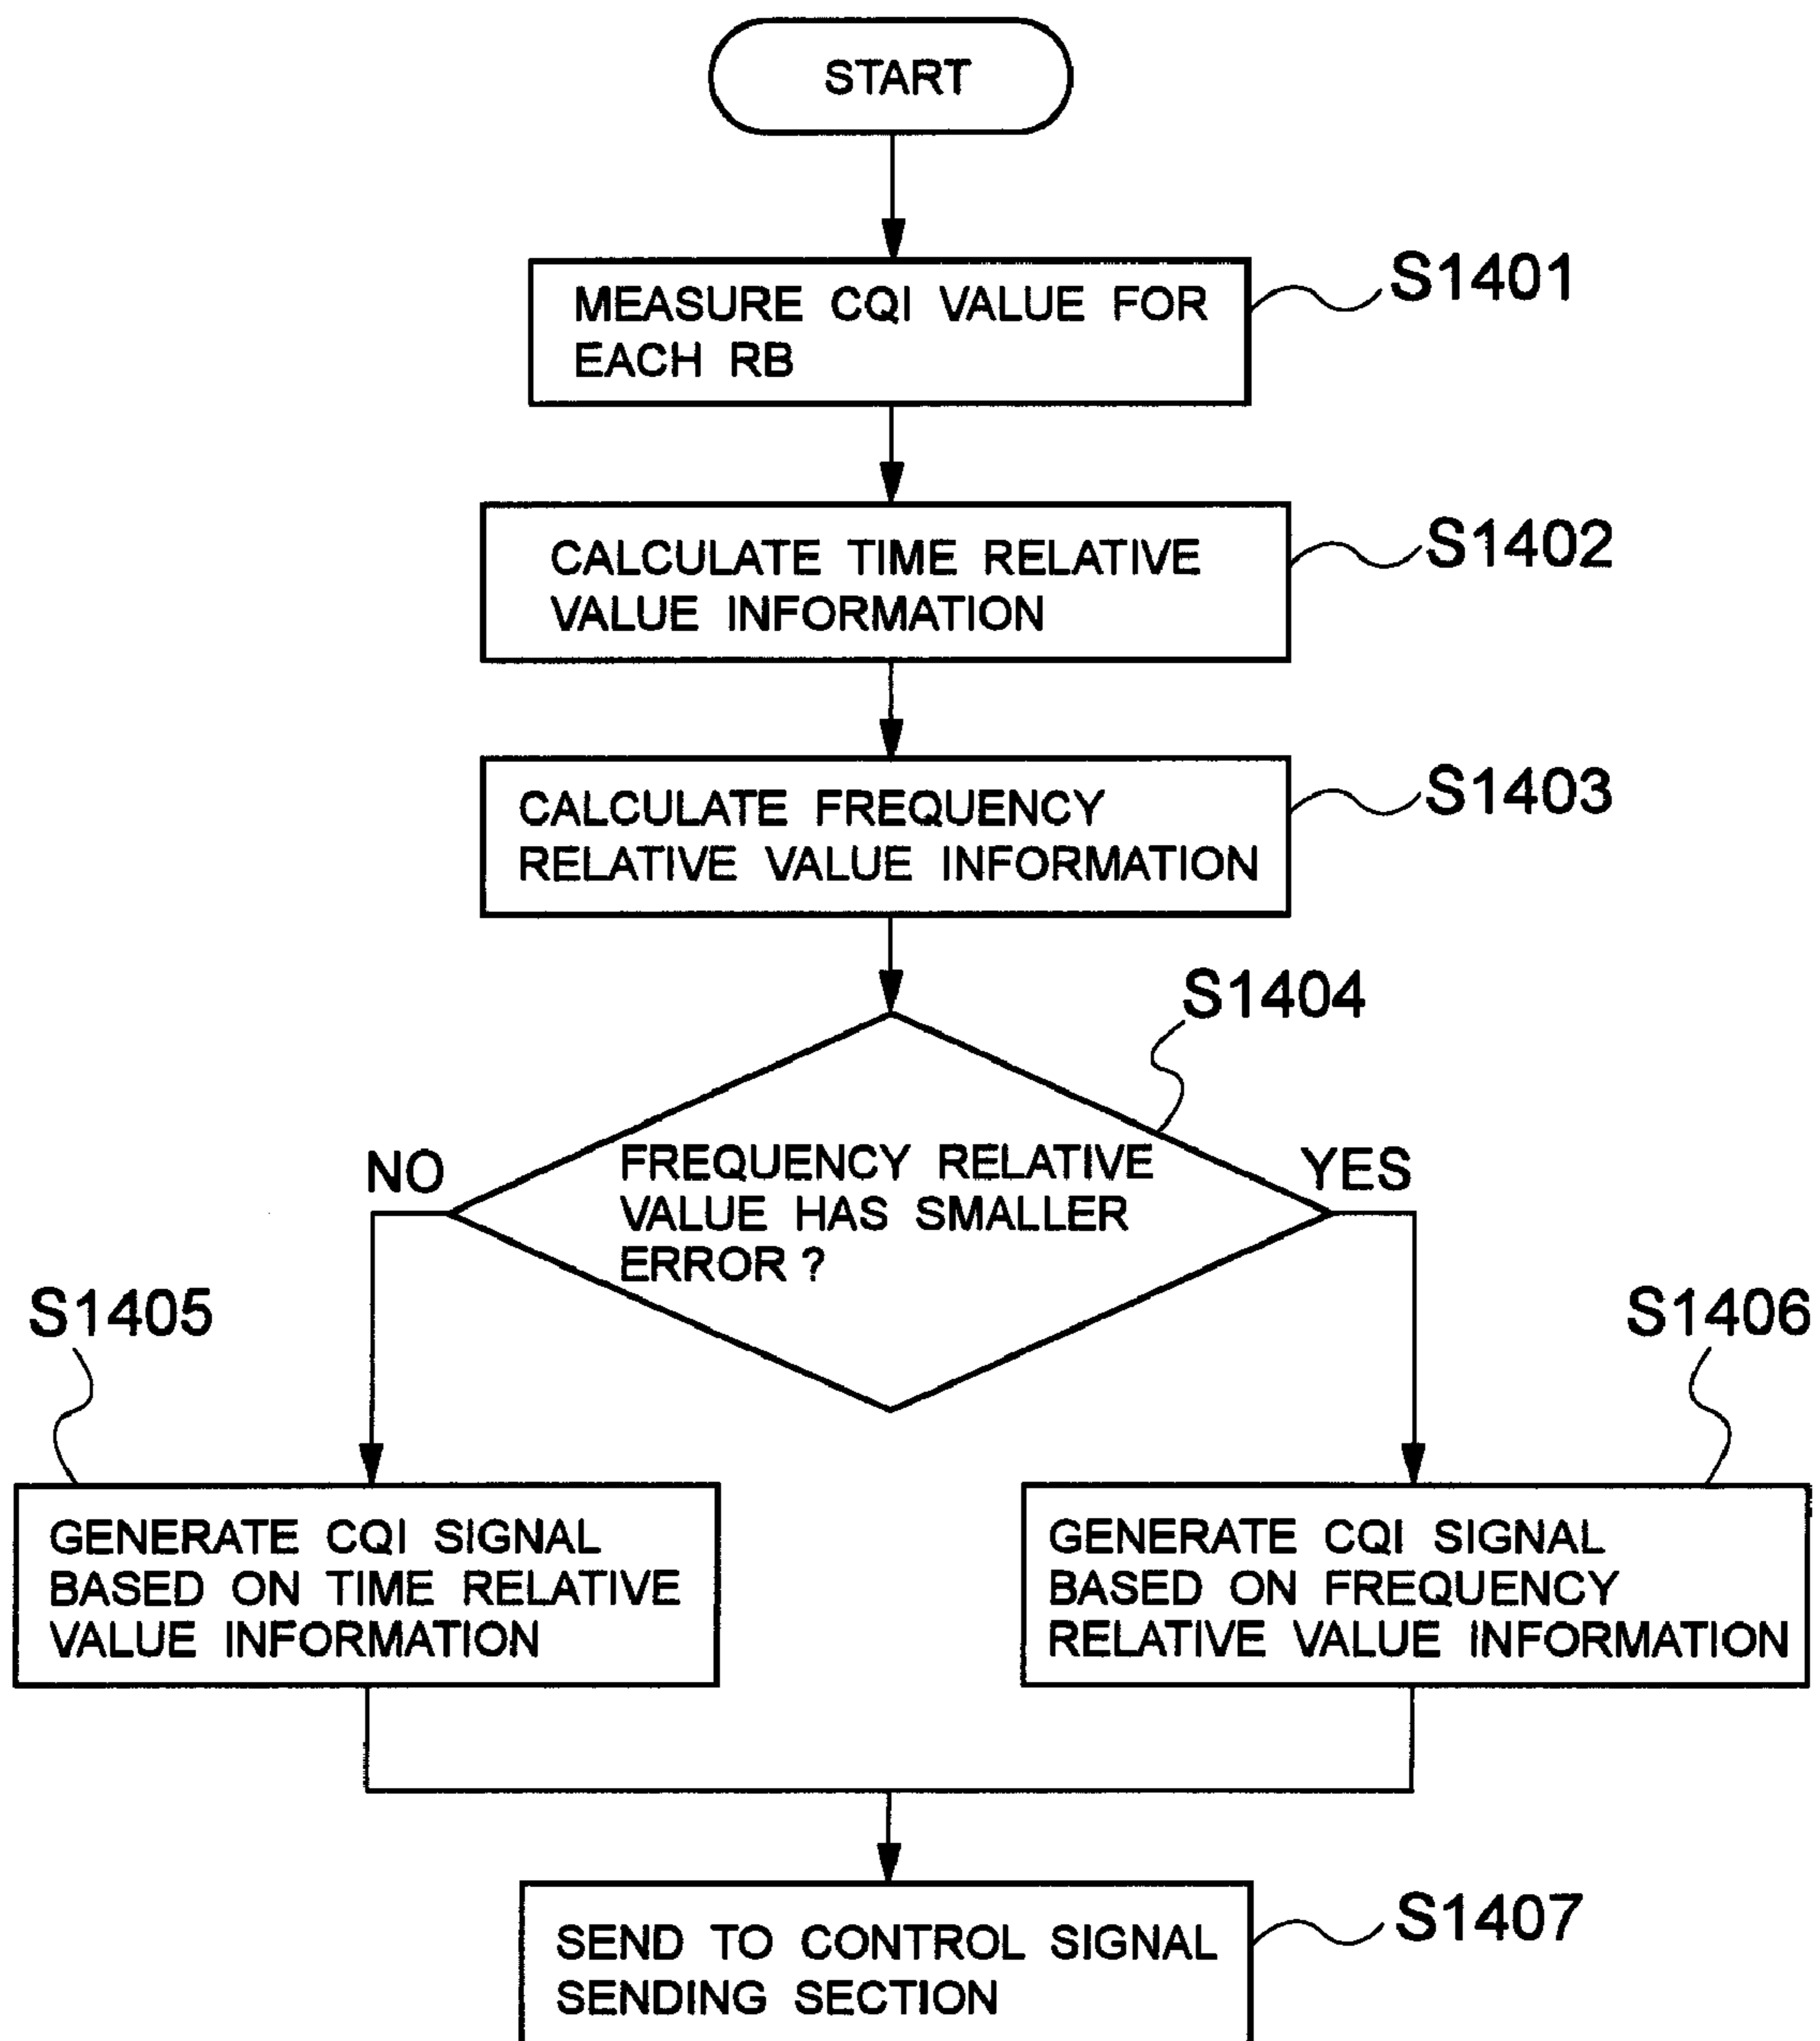 START
MEASURE CQI VALUE FOR
EACH RB
S1401
CALCULATE TIME RELATIVE
VALUE INFORMATION
S1402
CALCULATE FREQUENCY
RELATIVE VALUE INFORMATION
S1403
S1404
FREQUENCY RELATIVE
VALUE HAS SMALLER
ERROR ?
NO
YES
S1405
S1406
GENERATE CQI SIGNAL
BASED ON TIME RELATIVE
VALUE INFORMATION
GENERATE CQI SIGNAL
BASED ON FREQUENCY
RELATIVE VALUE INFORMATION
SEND TO CONTROL SIGNAL
SENDING SECTION
S1407